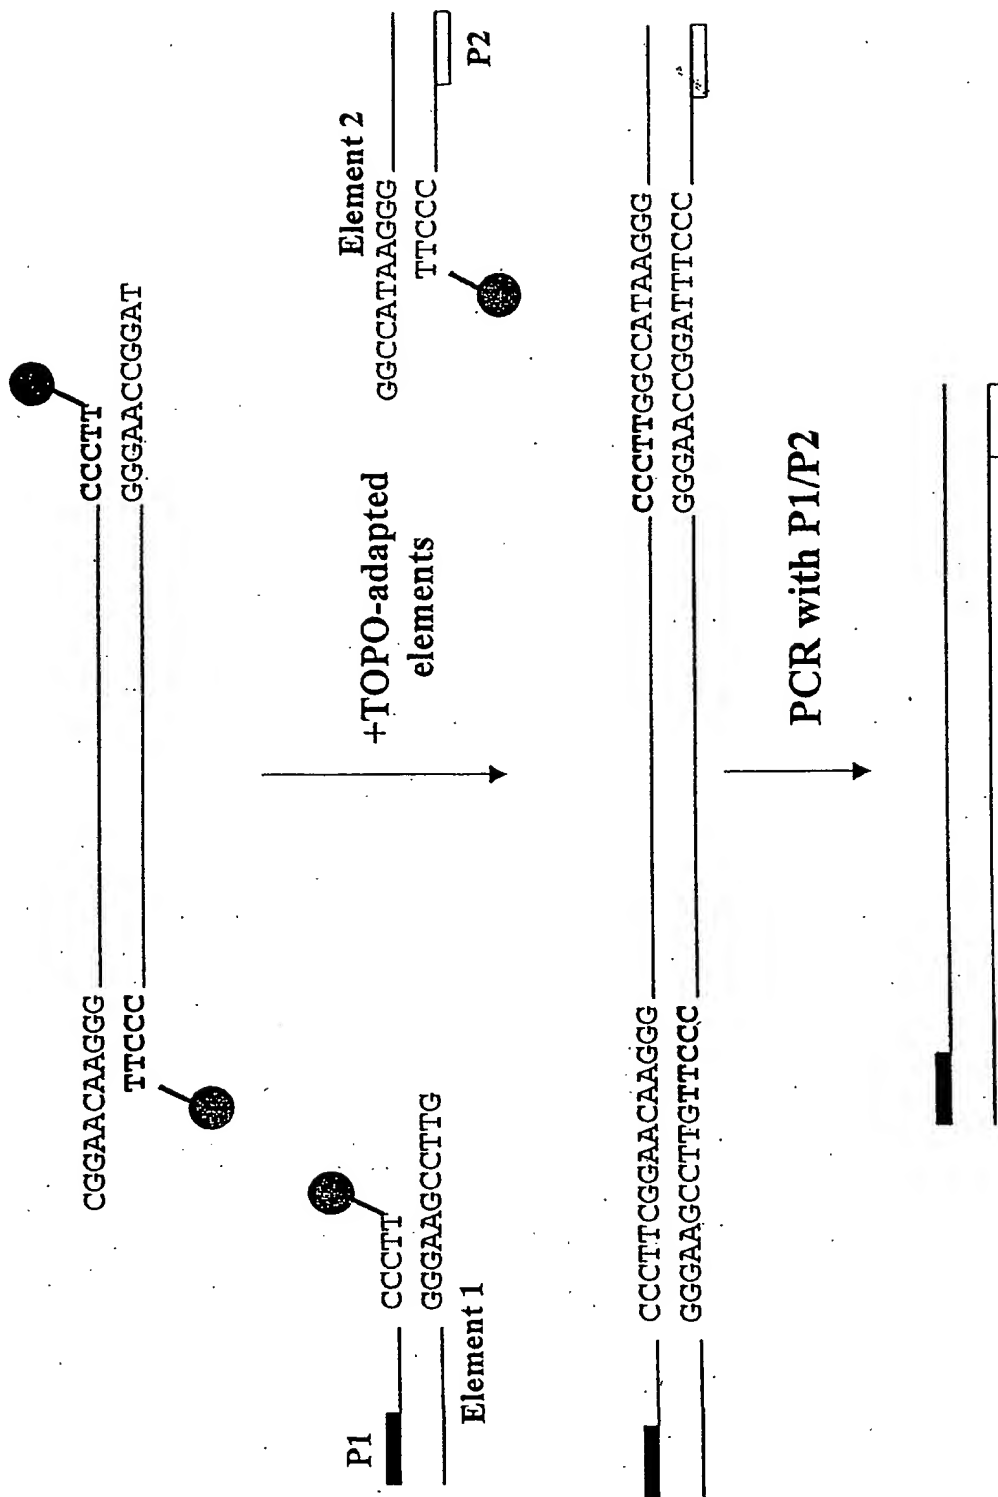 CGGAACAAGGG CCCTT
TTCCC GGGAACCGGAT
P1
CCCTT
GGGAAGCCTTG
Element 1
+TOPO-adapted
elements
Element 2
GGCCATAAGGG
TTCCC
P2
CCCTTCGGAACAAGGG CCCTTGGCCATAAGGG
GGGAAGCCTTGTTCCC GGGAACCGGATTTCCC
PCR with P1/P2